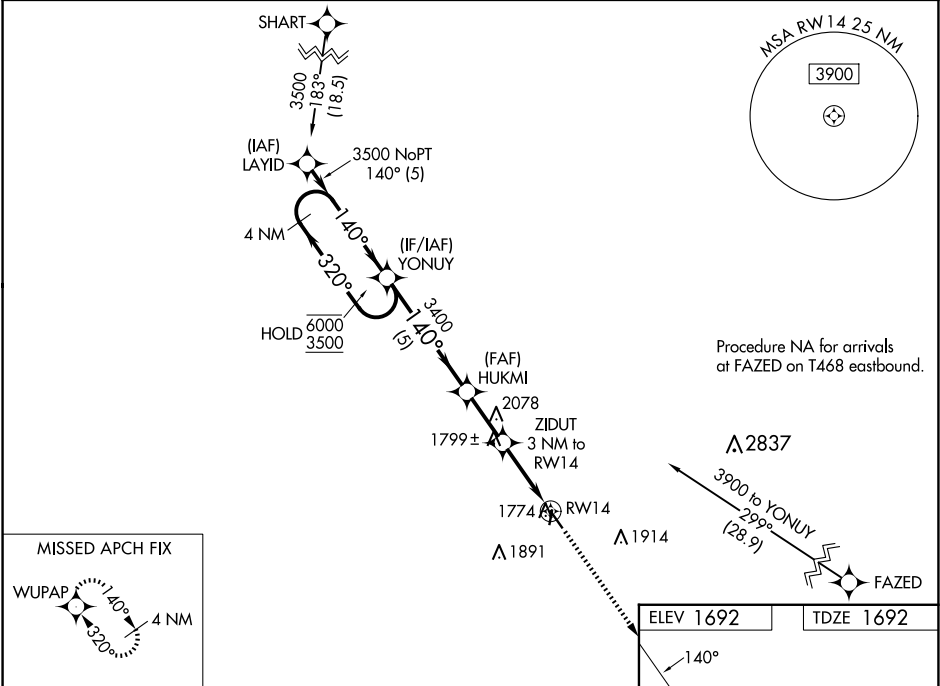 SHART
MSA RW14 25 NM
3900
3500
183°
(18.5)
(IAF)
LAYID
3500 NoPT
140° (5)
4 NM
140°
320°
(IF/IAF)
YONUY
HOLD
6000
3500
3400
140°
(5)
(FAF)
HUKMI
Procedure NA for arrivals
at FAZED on T468 eastbound.
2078
1799±
ZIDUT
3 NM to
RW14
2837
3900 to YONUY
299°
(28.9)
1774
RW14
1914
1891
FAZED
MISSED APCH FIX
WUPAP
140°
320°
4 NM
ELEV 1692
TDZE 1692
140°